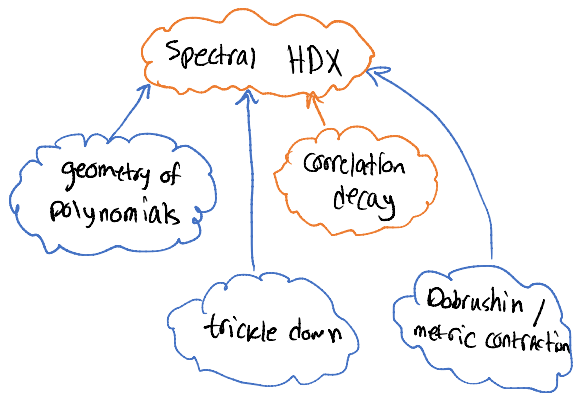 Spectral HDX
geometry of
polynomials
correlation
decay
trickle down
Dobrushin /
metric contraction